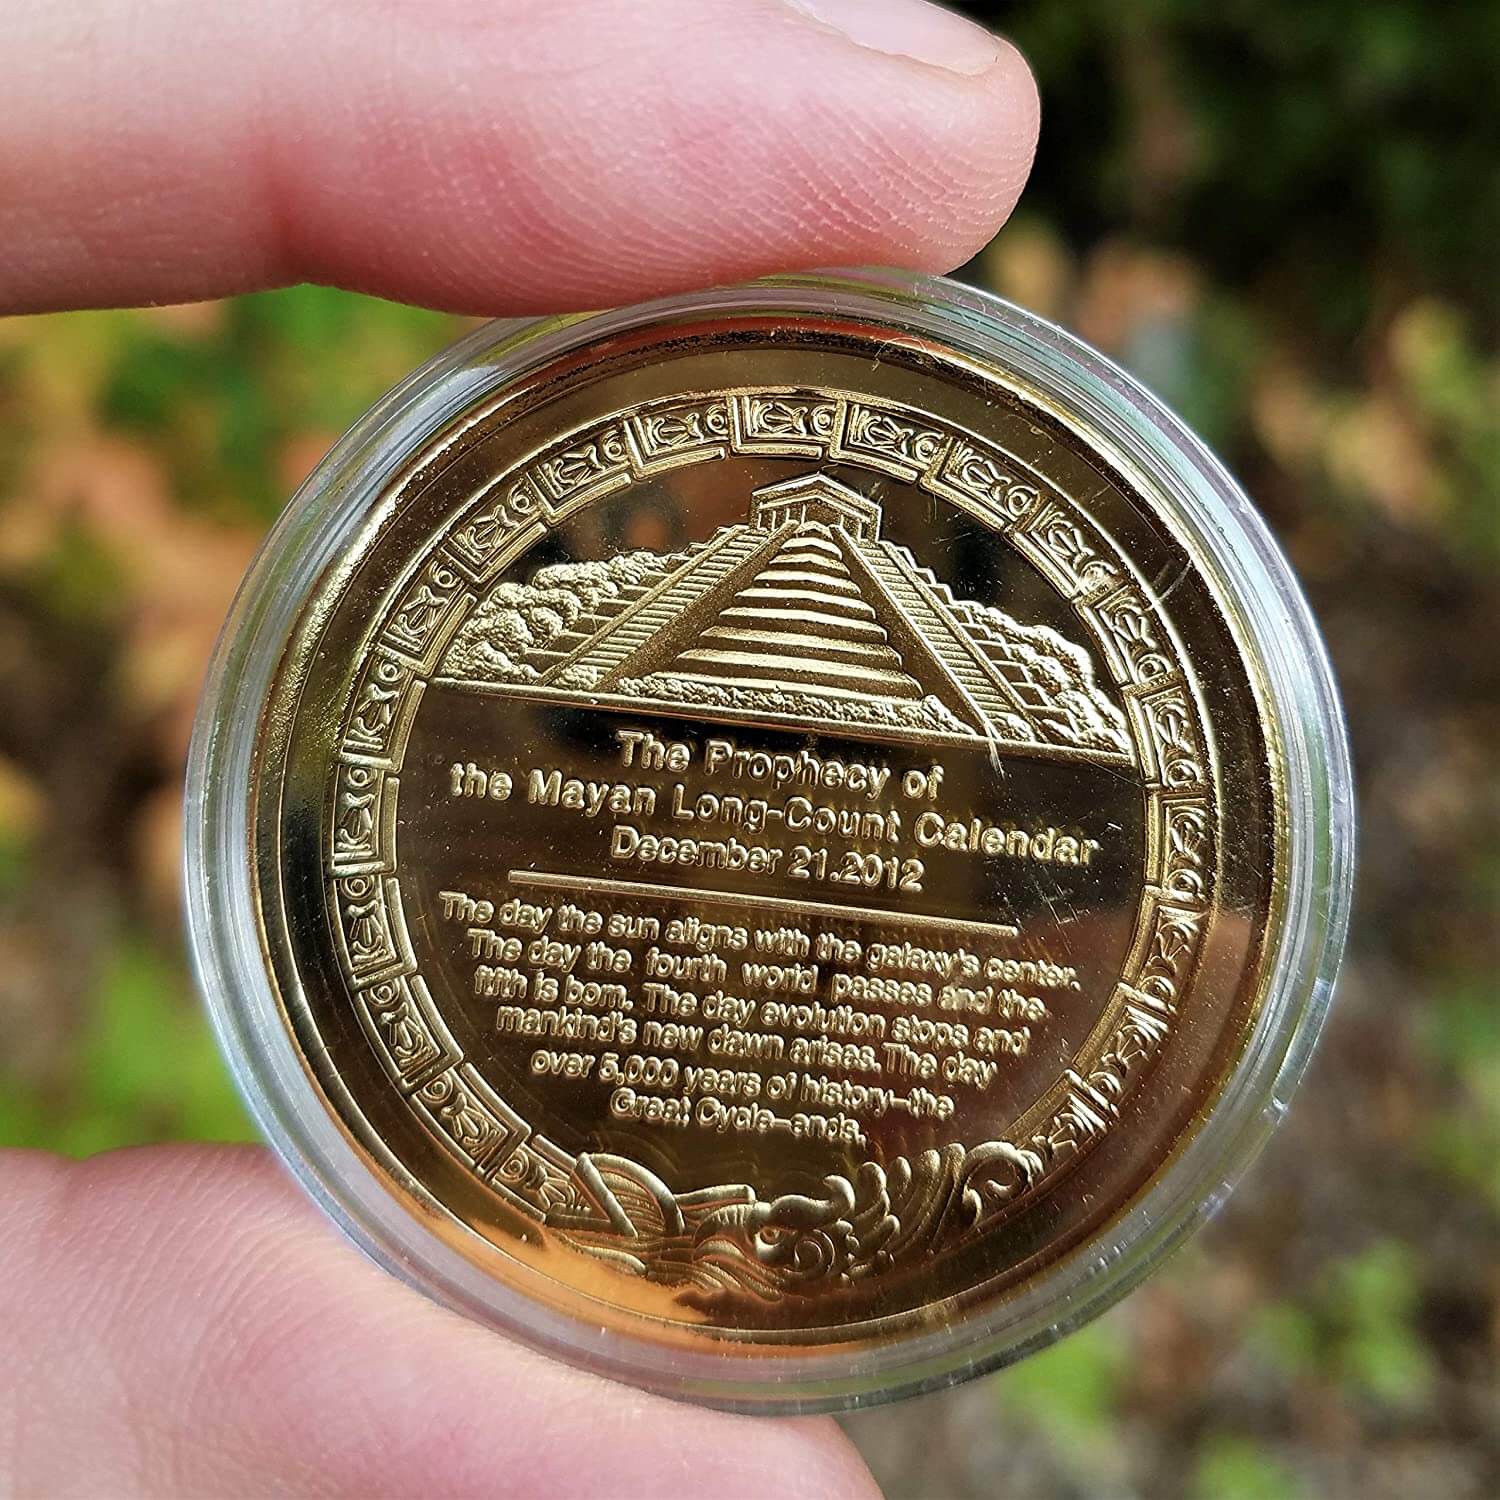 The Prophecy of
the Mayan Long-Count Calendar
December 21.2012
The day the sun aligns with the galaxy's center.
The day the fourth world passes and the
fifth is born. The day evolution stops and
mankind's new dawn arises. The day
over 5,000 years of history-the
Great Cycle-ends.